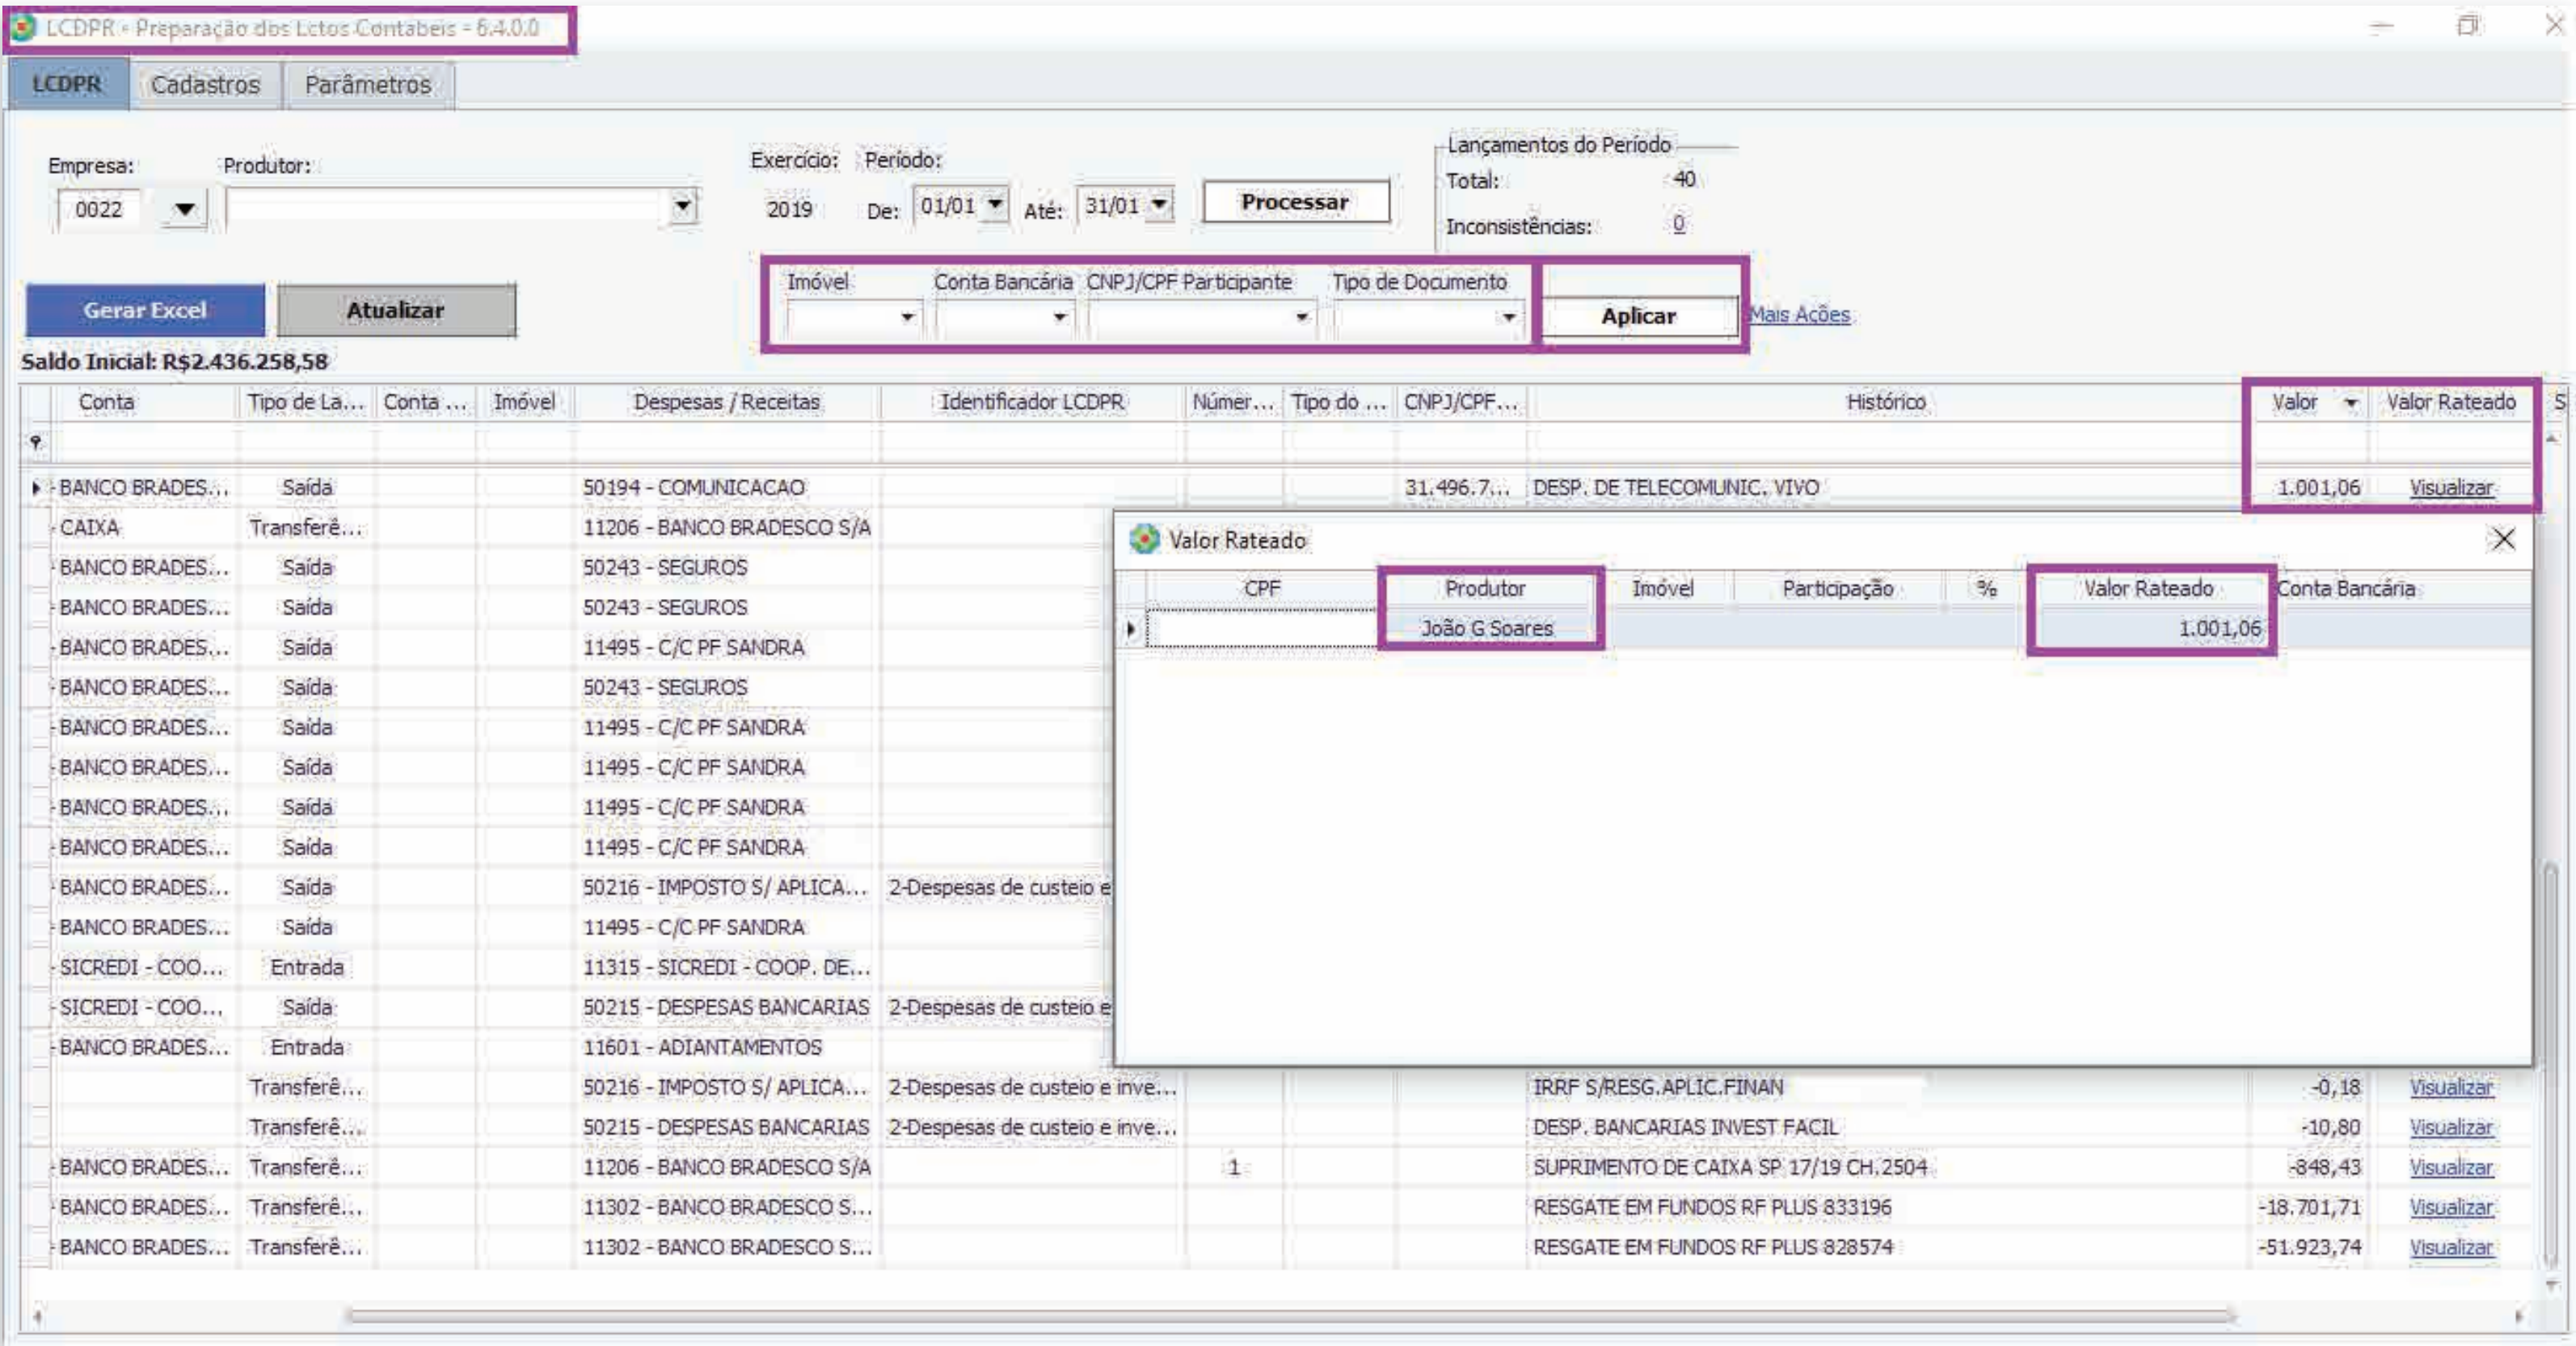 LCDPR - Preparação dos Lctos Contabeis - 6.4.0.0
LCDPR Cadastros Parâmetros
Empresa: Produtor: Exercício: Período: Lançamentos do Período
0022 2019 De: 01/01 Até: 31/01 Processar Total: 40
Inconsistências: 0
Imóvel Conta Bancária CNPJ/CPF Participante Tipo de Documento
Gerar Excel Atualizar Aplicar Mais Ações
Saldo Inicial: R$2.436.258,58
Conta Tipo de La... Conta ... Imóvel Despesas / Receitas Identificador LCDPR Númer... Tipo do ... CNPJ/CPF... Histórico Valor Valor Rateado S
- BANCO BRADES... Saída 50194 - COMUNICACAO 31.496.7... DESP. DE TELECOMUNIC. VIVO 1.001,06 Visualizar
- CAIXA Transferê... 11206 - BANCO BRADESCO S/A
- BANCO BRADES... Saída 50243 - SEGUROS
- BANCO BRADES... Saída 50243 - SEGUROS
- BANCO BRADES... Saída 11495 - C/C PF SANDRA
- BANCO BRADES... Saída 50243 - SEGUROS
- BANCO BRADES... Saída 11495 - C/C PF SANDRA
- BANCO BRADES... Saída 11495 - C/C PF SANDRA
- BANCO BRADES... Saída 11495 - C/C PF SANDRA
- BANCO BRADES... Saída 11495 - C/C PF SANDRA
- BANCO BRADES... Saída 50216 - IMPOSTO S/ APLICA... 2-Despesas de custeio e
- BANCO BRADES... Saída 11495 - C/C PF SANDRA
- SICREDI - COO... Entrada 11315 - SICREDI - COOP. DE...
- SICREDI - COO... Saída 50215 - DESPESAS BANCARIAS 2-Despesas de custeio e
- BANCO BRADES... Entrada 11601 - ADIANTAMENTOS
Transferê... 50216 - IMPOSTO S/ APLICA... 2-Despesas de custeio e inve... IRRF S/RESG.APLIC.FINAN -0,18 Visualizar
Transferê... 50215 - DESPESAS BANCARIAS 2-Despesas de custeio e inve... DESP. BANCARIAS INVEST FACIL -10,80 Visualizar
- BANCO BRADES... Transferê... 11206 - BANCO BRADESCO S/A 1 SUPRIMENTO DE CAIXA SP 17/19 CH.2504 -848,43 Visualizar
- BANCO BRADES... Transferê... 11302 - BANCO BRADESCO S... RESGATE EM FUNDOS RF PLUS 833196 -18.701,71 Visualizar
- BANCO BRADES... Transferê... 11302 - BANCO BRADESCO S... RESGATE EM FUNDOS RF PLUS 828574 -51.923,74 Visualizar
Valor Rateado
CPF Produtor Imóvel Participação % Valor Rateado Conta Bancária
João G Soares 1.001,06